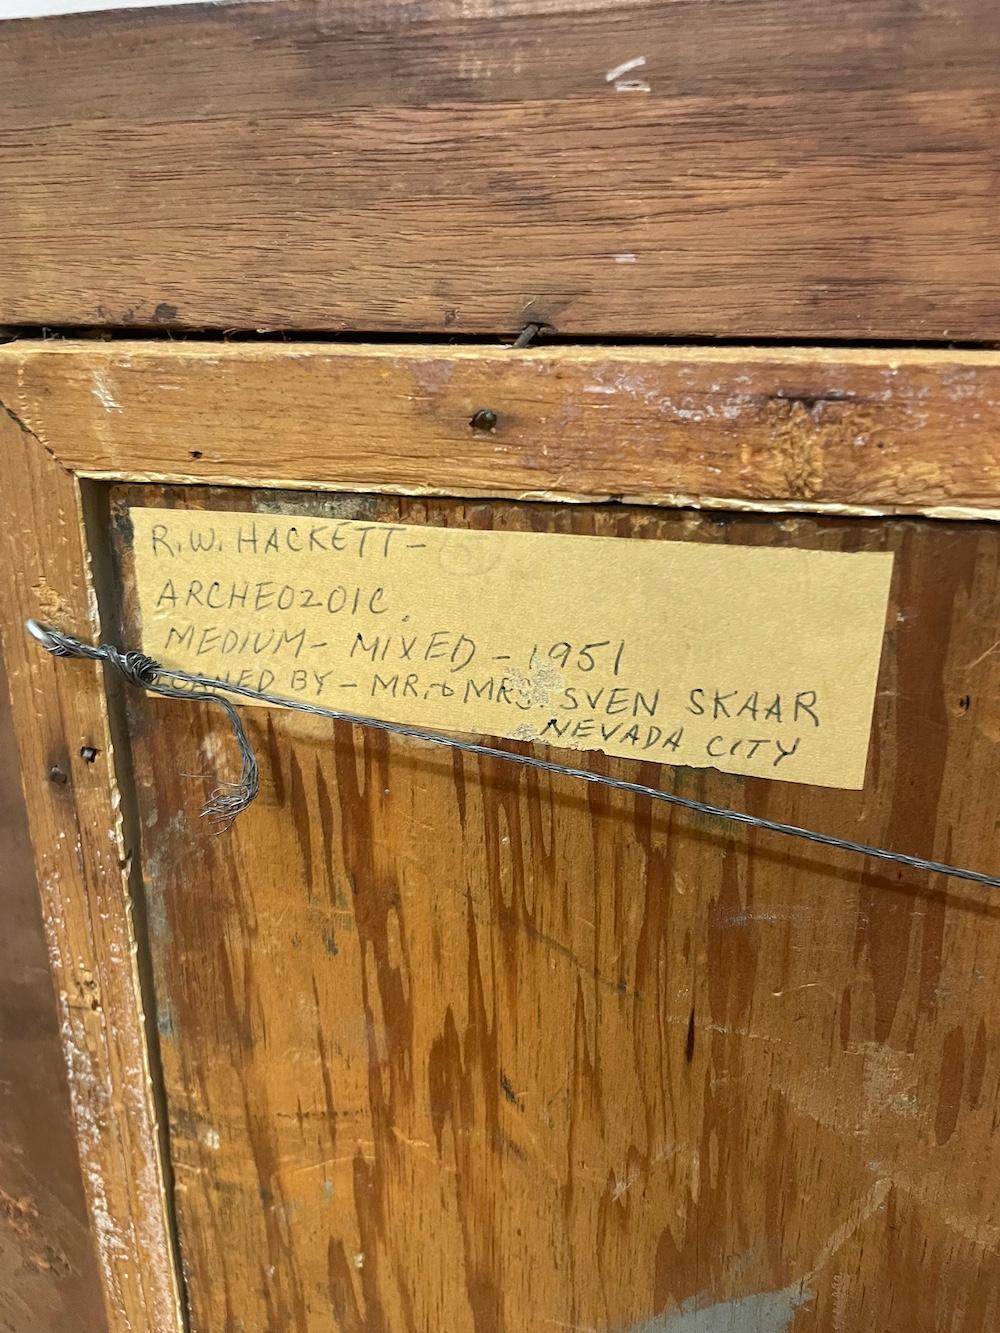 R.W. HACKETT-
ARCHEOZOIC.
MEDIUM- MIXED - 1951
BY - MR. & MRS. SVEN SKAAR
NEVADA CITY